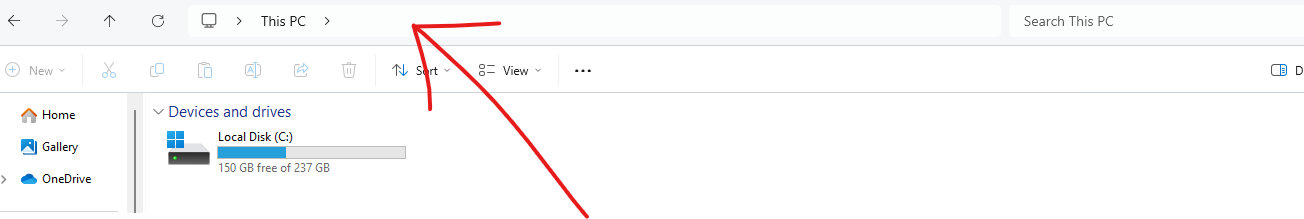 This PC
Search This PC
New
Sort
View
D
Home
Gallery
OneDrive
Devices and drives
Local Disk (C:)
150 GB free of 237 GB